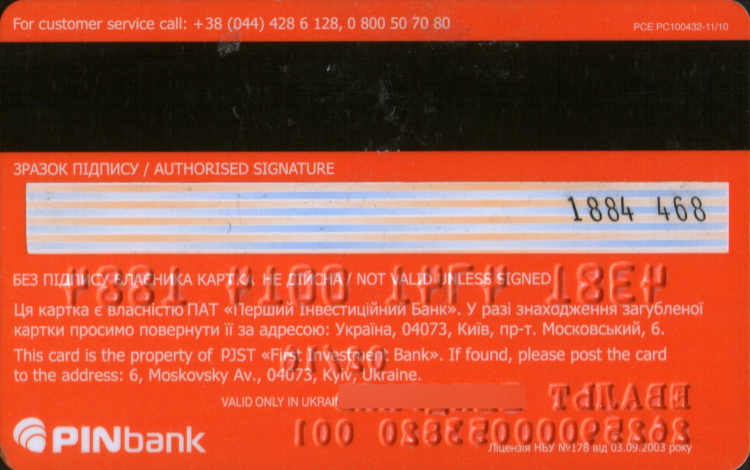 For customer service call: +38 (044) 428 6 128, 0 800 50 70 80
PCE PC100432-11/10
ЗРАЗОК ПІДПИСУ / AUTHORISED SIGNATURE
1884 468
БЕЗ ПІДПИСУ ВЛАСНИКА КАРТКА НЕ ДІЙСНА / NOT VALID UNLESS SIGNED
Ця картка є власністю ПАТ «Перший Інвестиційний Банк». У разі знаходження загубленої
картки просимо повернути її за адресою: Україна, 04073, Київ, пр-т. Московський, 6.
This card is the property of PJST «First Investment Bank». If found, please post the card
to the address: 6, Moskovsky Av., 04073, Kyiv, Ukraine.
VALID ONLY IN
PINbank
Ліцензія НБУ №178 від 03.09.2003 року